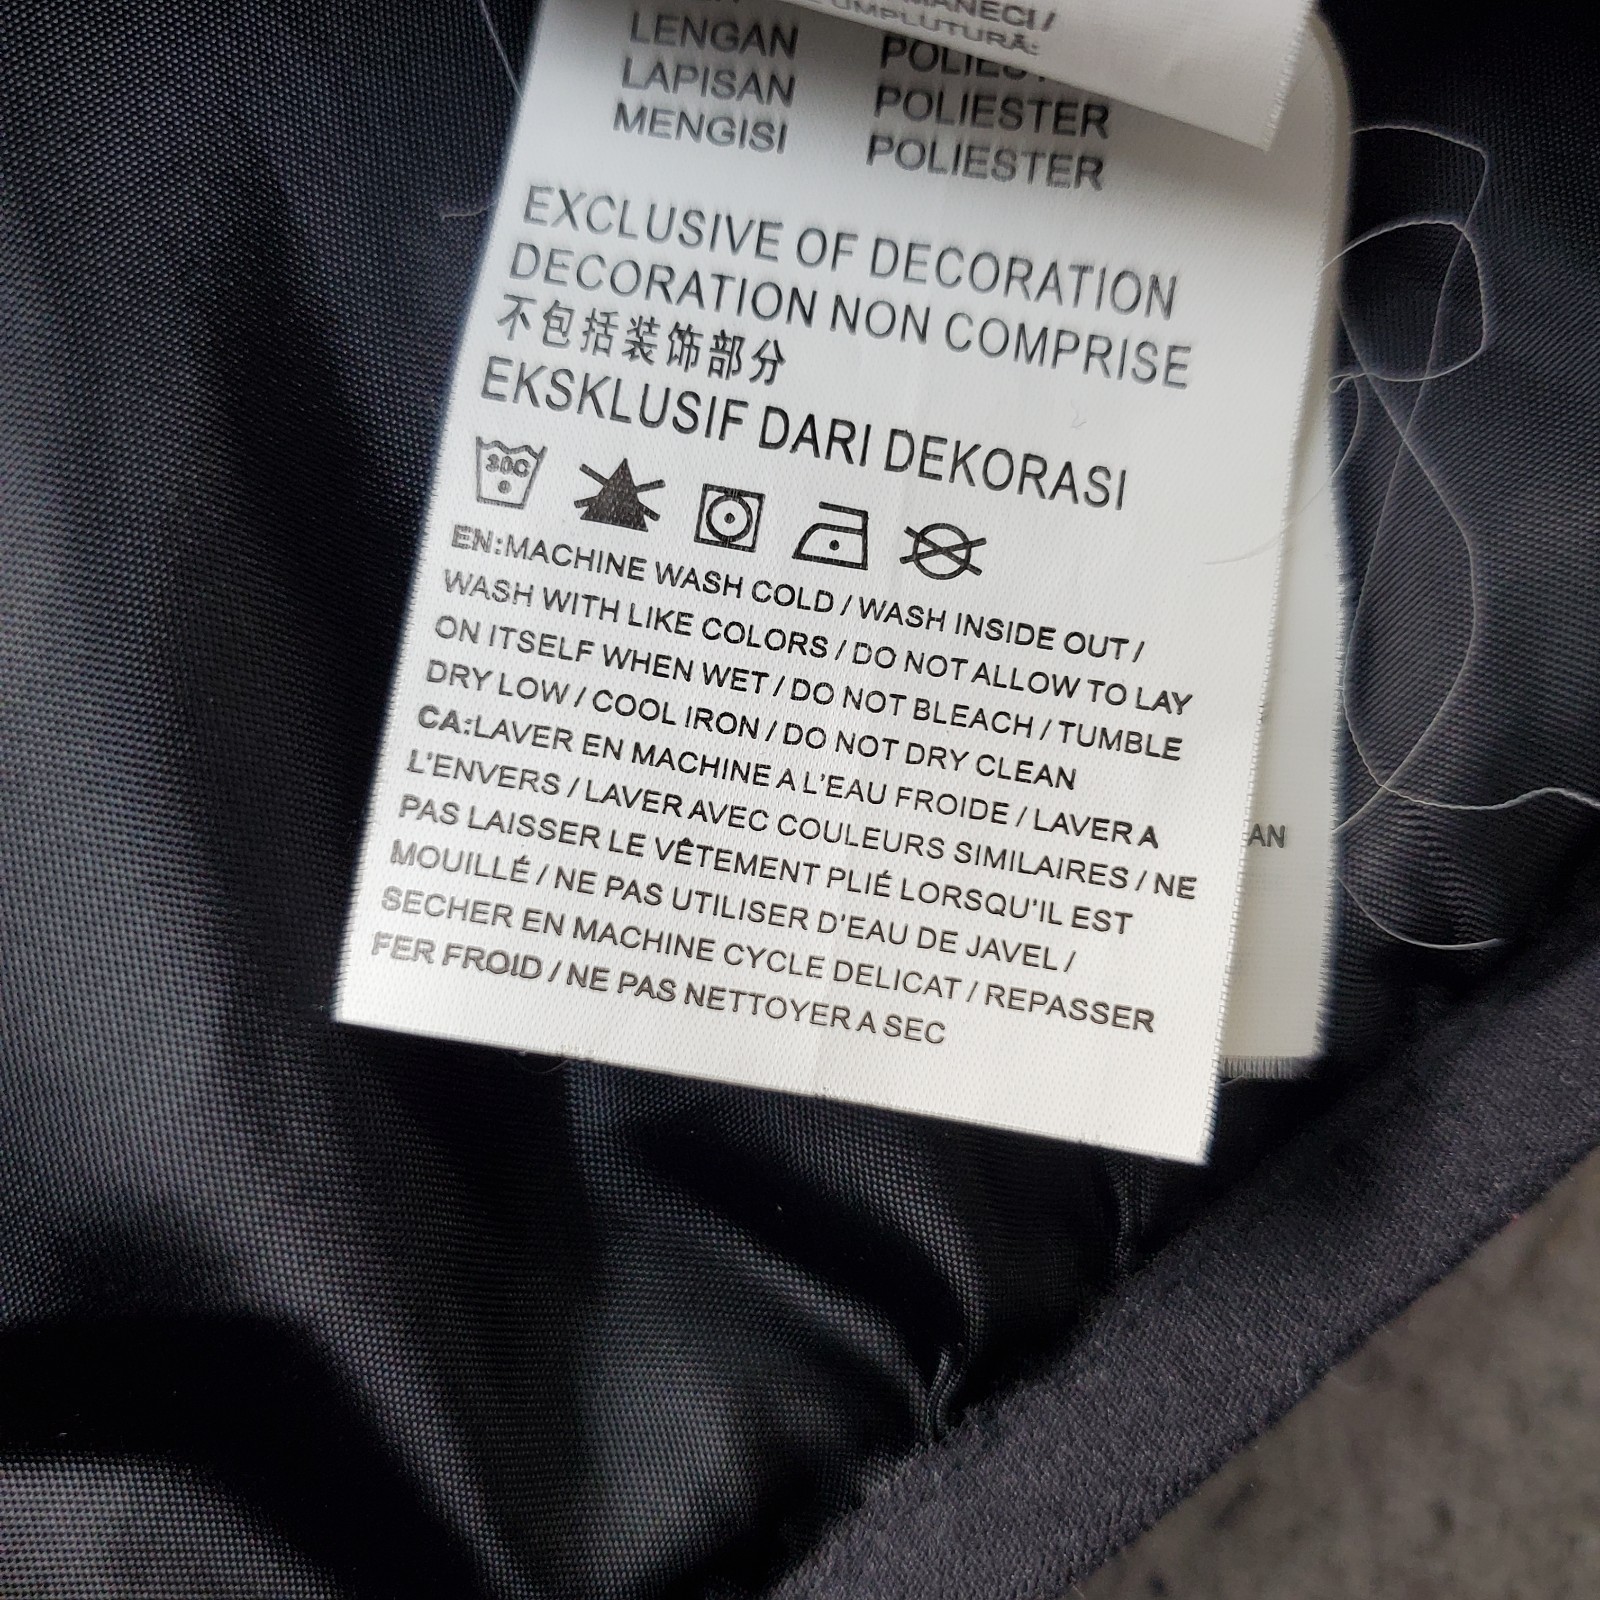 MANECI /
UMPLUTURĂ:
LENGAN
LAPISAN POLIESTER
MENGISI POLIESTER
EXCLUSIVE OF DECORATION
DECORATION NON COMPRISE
不包括装饰部分
EKSKLUSIF DARI DEKORASI
30C
EN:MACHINE WASH COLD / WASH INSIDE OUT /
WASH WITH LIKE COLORS / DO NOT ALLOW TO LAY
ON ITSELF WHEN WET / DO NOT BLEACH / TUMBLE
DRY LOW / COOL IRON / DO NOT DRY CLEAN
CA:LAVER EN MACHINE A L'EAU FROIDE / LAVER A
L'ENVERS / LAVER AVEC COULEURS SIMILAIRES / NE
PAS LAISSER LE VÊTEMENT PLIÉ LORSQU'IL EST
MOUILLÉ / NE PAS UTILISER D'EAU DE JAVEL /
SECHER EN MACHINE CYCLE DELICAT / REPASSER
FER FROID / NE PAS NETTOYER A SEC
AN